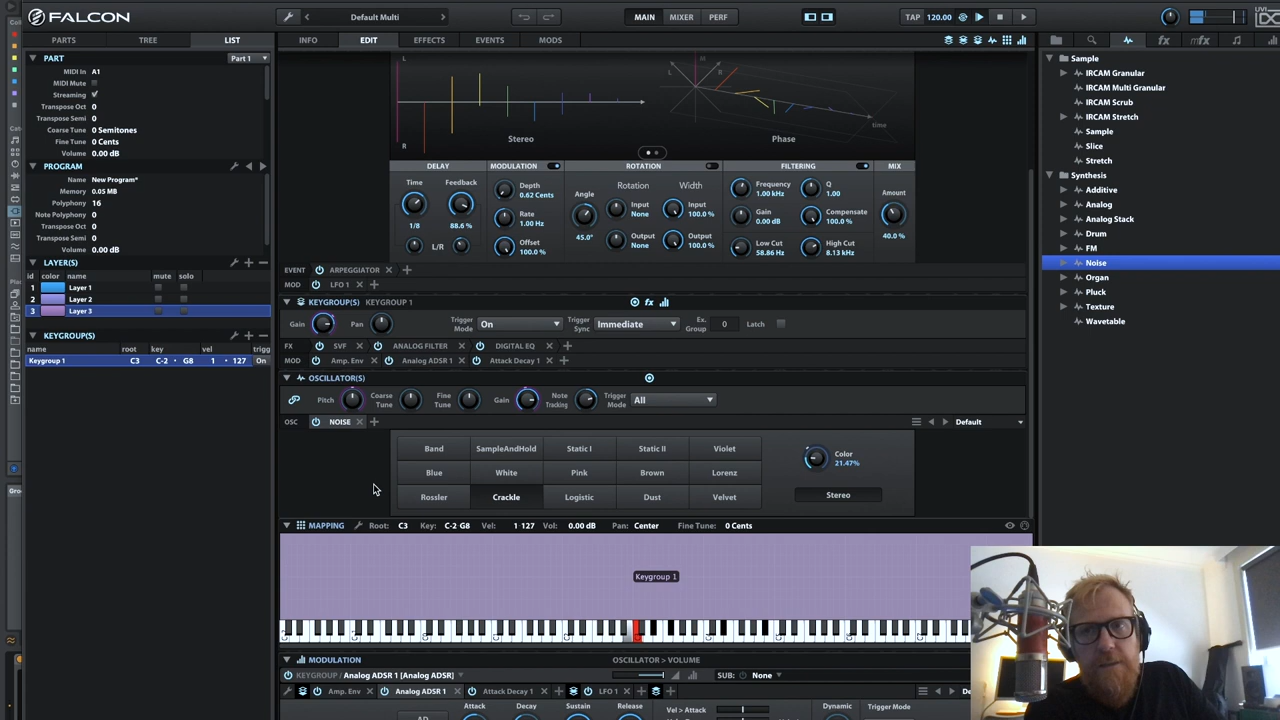 FALCON
Default Multi
MAIN MIXER PERF
TAP 120.00
UVI
PARTS TREE LIST
INFO EDIT EFFECTS EVENTS MODS
PART Part 1
MIDI In A1
MIDI Mute
Streaming
Transpose Oct 0
Transpose Semi 0
Coarse Tune 0 Semitones
Fine Tune 0 Cents
Volume 0.00 dB
PROGRAM
Name New Program*
Memory 0.05 MB
Polyphony 16
Note Polyphony 0
Transpose Oct 0
Transpose Semi 0
Volume 0.00 dB
LAYER(S)
id color name mute solo
1 Layer 1
2 Layer 2
3 Layer 3
KEYGROUP(S)
name root key vel trigg
Keygroup 1 C3 C-2 • G8 1 • 127 On
L
R
Stereo
L M R
time
Phase
DELAY MODULATION ROTATION FILTERING MIX
Time Feedback
1/8 88.6 %
L/R
Depth
0.62 Cents
Rate
1.00 Hz
Offset
100.0 %
Angle
45.0°
Rotation Width
Input
None
Input
100.0 %
Output
None
Output
100.0 %
Frequency
1.00 kHz
Q
1.00
Gain
0.00 dB
Compensate
100.0 %
Low Cut
58.86 Hz
High Cut
8.13 kHz
Amount
40.0 %
EVENT ARPEGGIATOR
MOD LFO 1
KEYGROUP(S) KEYGROUP 1
Gain Pan Trigger Mode On Trigger Sync Immediate Ex. Group 0 Latch
FX SVF ANALOG FILTER DIGITAL EQ
MOD Amp. Env Analog ADSR 1 Attack Decay 1
OSCILLATOR(S)
Pitch Coarse Tune Fine Tune Gain Note Tracking Trigger Mode All
OSC NOISE Default
Band SampleAndHold Static I Static II Violet
Blue White Pink Brown Lorenz
Rossler Crackle Logistic Dust Velvet
Color
21.47%
Stereo
MAPPING Root: C3 Key: C-2 G8 Vel: 1 127 Vol: 0.00 dB Pan: Center Fine Tune: 0 Cents
Keygroup 1
MODULATION OSCILLATOR > VOLUME
KEYGROUP / Analog ADSR 1 [Analog ADSR] SUB: None
Amp. Env Analog ADSR 1 Attack Decay 1 LFO 1
Attack Decay Sustain Release Vel > Attack Dynamic Trigger Mode
Sample
IRCAM Granular
IRCAM Multi Granular
IRCAM Scrub
IRCAM Stretch
Sample
Slice
Stretch
Synthesis
Additive
Analog
Analog Stack
Drum
FM
Noise
Organ
Pluck
Texture
Wavetable